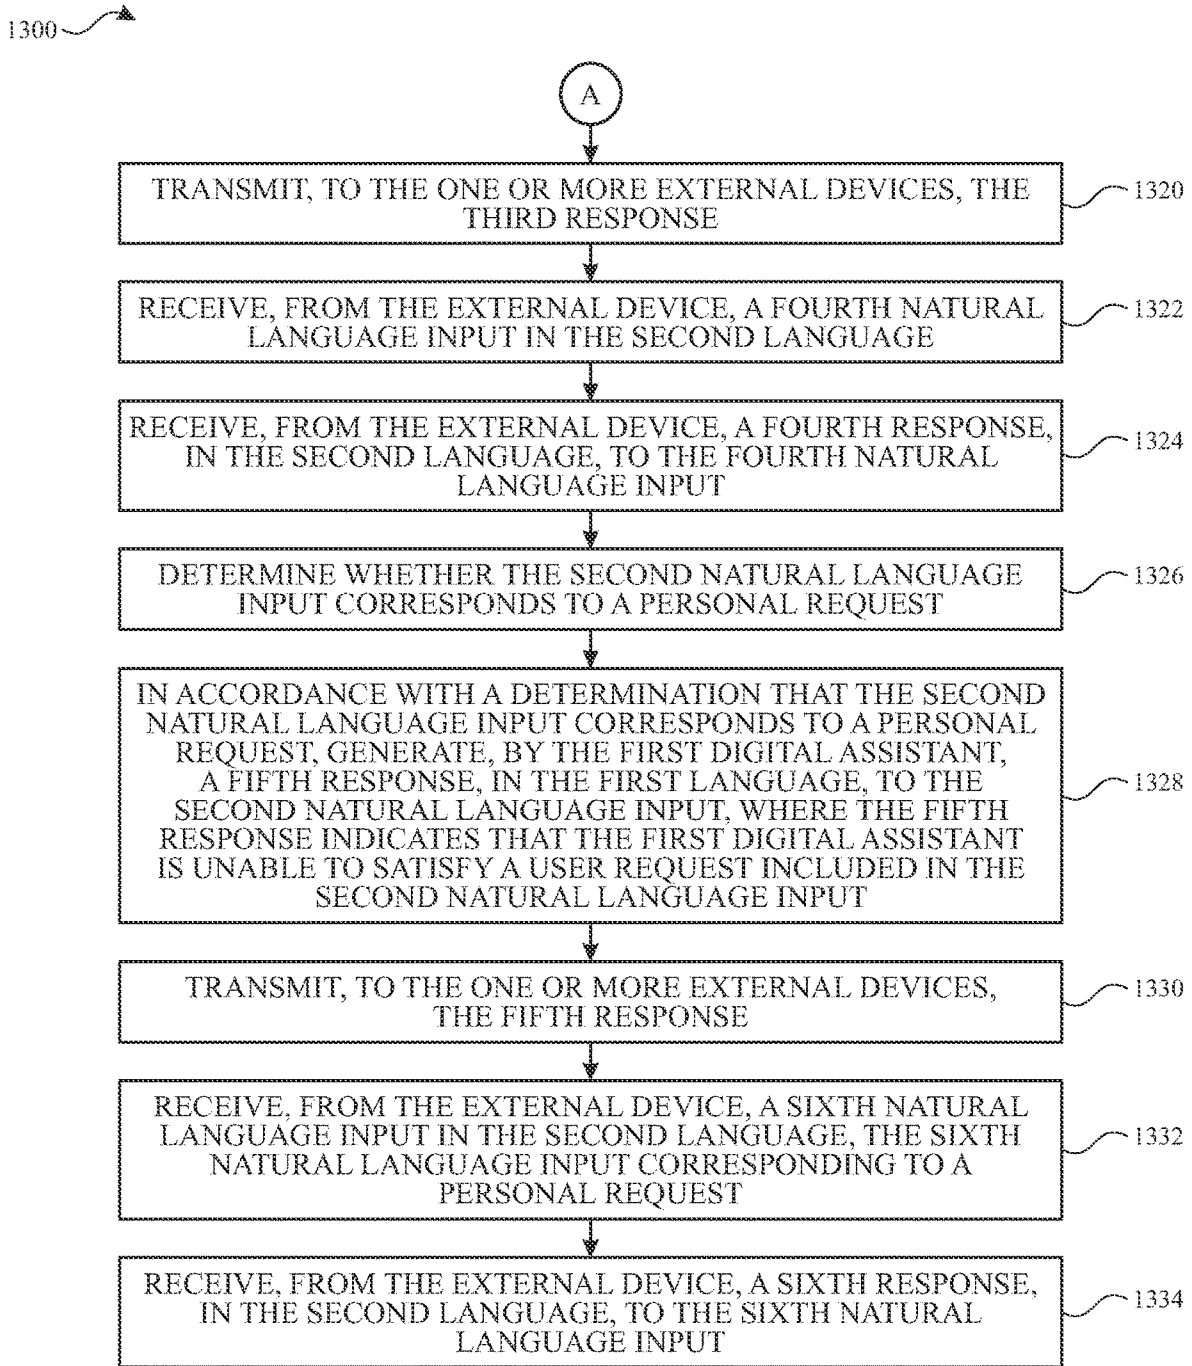 1300
A
TRANSMIT, TO THE ONE OR MORE EXTERNAL DEVICES, THE
THIRD RESPONSE
1320
RECEIVE, FROM THE EXTERNAL DEVICE, A FOURTH NATURAL
LANGUAGE INPUT IN THE SECOND LANGUAGE
1322
RECEIVE, FROM THE EXTERNAL DEVICE, A FOURTH RESPONSE,
IN THE SECOND LANGUAGE, TO THE FOURTH NATURAL
LANGUAGE INPUT
1324
DETERMINE WHETHER THE SECOND NATURAL LANGUAGE
INPUT CORRESPONDS TO A PERSONAL REQUEST
1326
IN ACCORDANCE WITH A DETERMINATION THAT THE SECOND
NATURAL LANGUAGE INPUT CORRESPONDS TO A PERSONAL
REQUEST, GENERATE, BY THE FIRST DIGITAL ASSISTANT,
A FIFTH RESPONSE, IN THE FIRST LANGUAGE, TO THE
SECOND NATURAL LANGUAGE INPUT, WHERE THE FIFTH
RESPONSE INDICATES THAT THE FIRST DIGITAL ASSISTANT
IS UNABLE TO SATISFY A USER REQUEST INCLUDED IN THE
SECOND NATURAL LANGUAGE INPUT
1328
TRANSMIT, TO THE ONE OR MORE EXTERNAL DEVICES,
THE FIFTH RESPONSE
1330
RECEIVE, FROM THE EXTERNAL DEVICE, A SIXTH NATURAL
LANGUAGE INPUT IN THE SECOND LANGUAGE, THE SIXTH
NATURAL LANGUAGE INPUT CORRESPONDING TO A
PERSONAL REQUEST
1332
RECEIVE, FROM THE EXTERNAL DEVICE, A SIXTH RESPONSE,
IN THE SECOND LANGUAGE, TO THE SIXTH NATURAL
LANGUAGE INPUT
1334